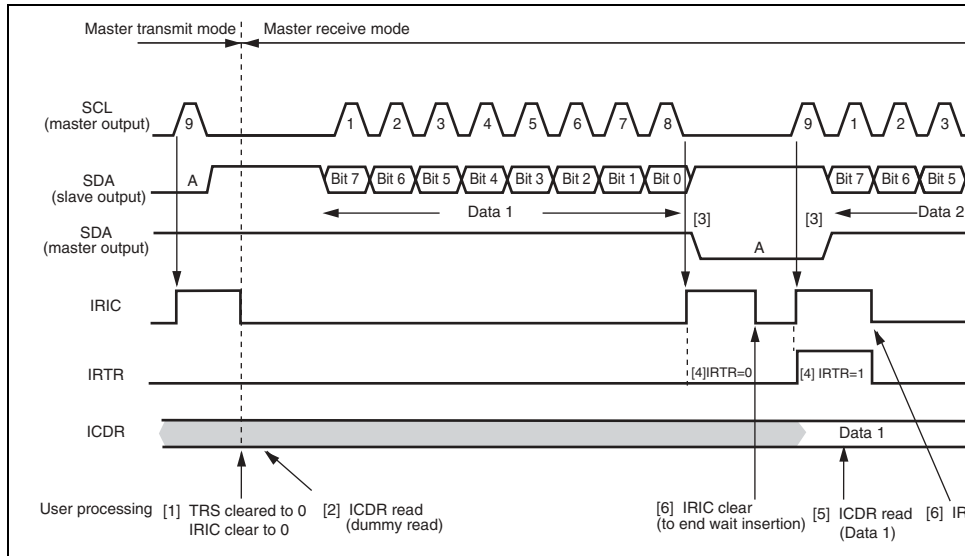 Master transmit mode Master receive mode
SCL
(master output)
9 1 2 3 4 5 6 7 8 9 1 2 3
SDA
(slave output)
A Bit 7 Bit 6 Bit 5 Bit 4 Bit 3 Bit 2 Bit 1 Bit 0 Bit 7 Bit 6 Bit 5
Data 1 [3] [3] Data 2
SDA
(master output)
A
IRIC
IRTR
[4]IRTR=0 [4] IRTR=1
ICDR
Data 1
User processing [1] TRS cleared to 0
IRIC clear to 0
[2] ICDR read
(dummy read)
[6] IRIC clear
(to end wait insertion)
[5] ICDR read
(Data 1)
[6] IR